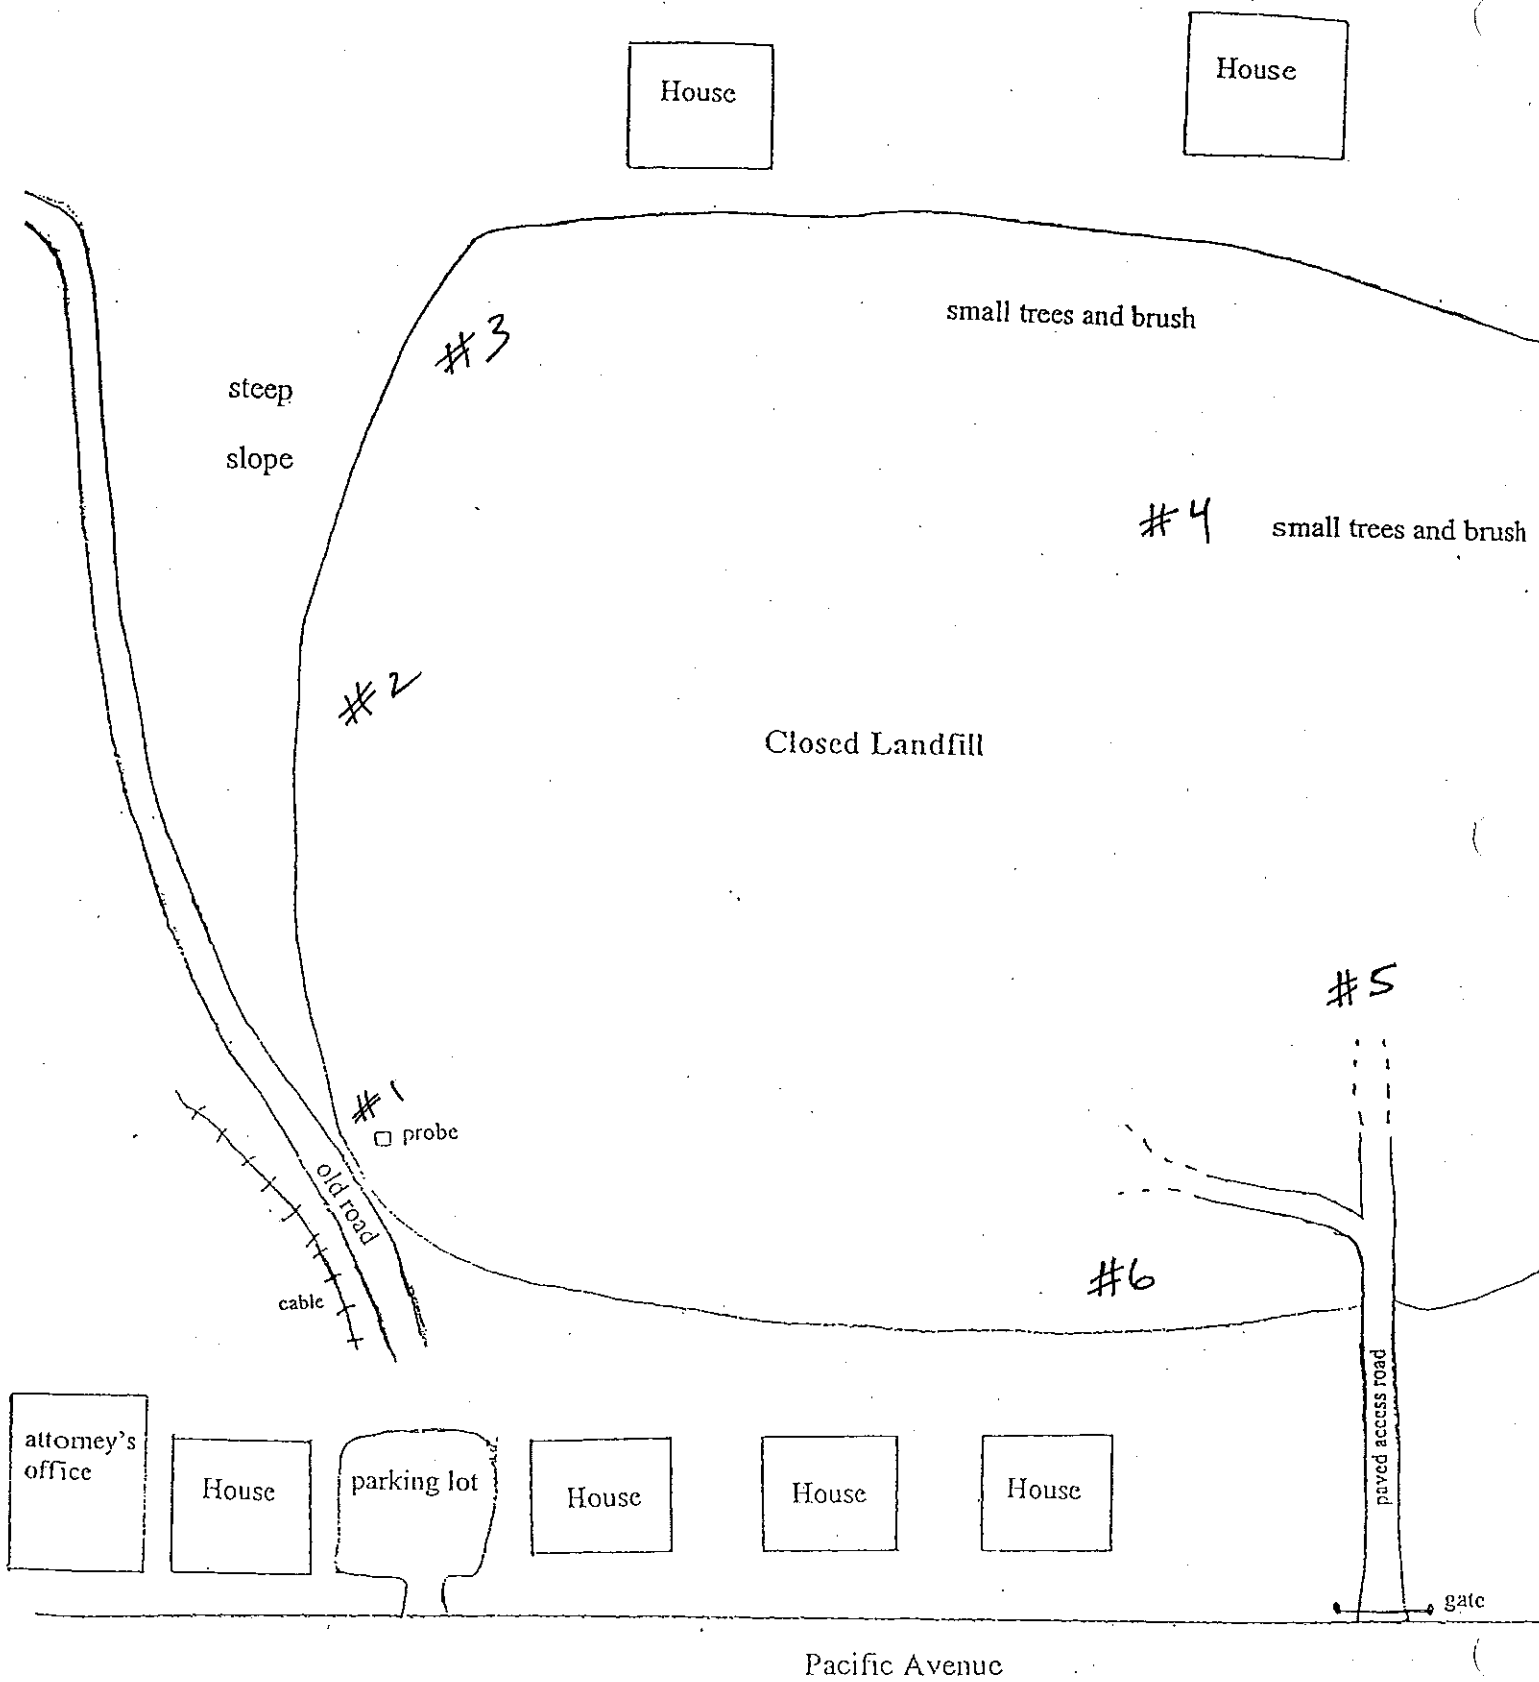 House
House
small trees and brush
#3
steep
slope
#4
small trees and brush
#2
Closed Landfill
#5
#1
probe
old road
#6
cable
paved access road
attorney's
office
House
parking lot
House
House
House
gate
Pacific Avenue